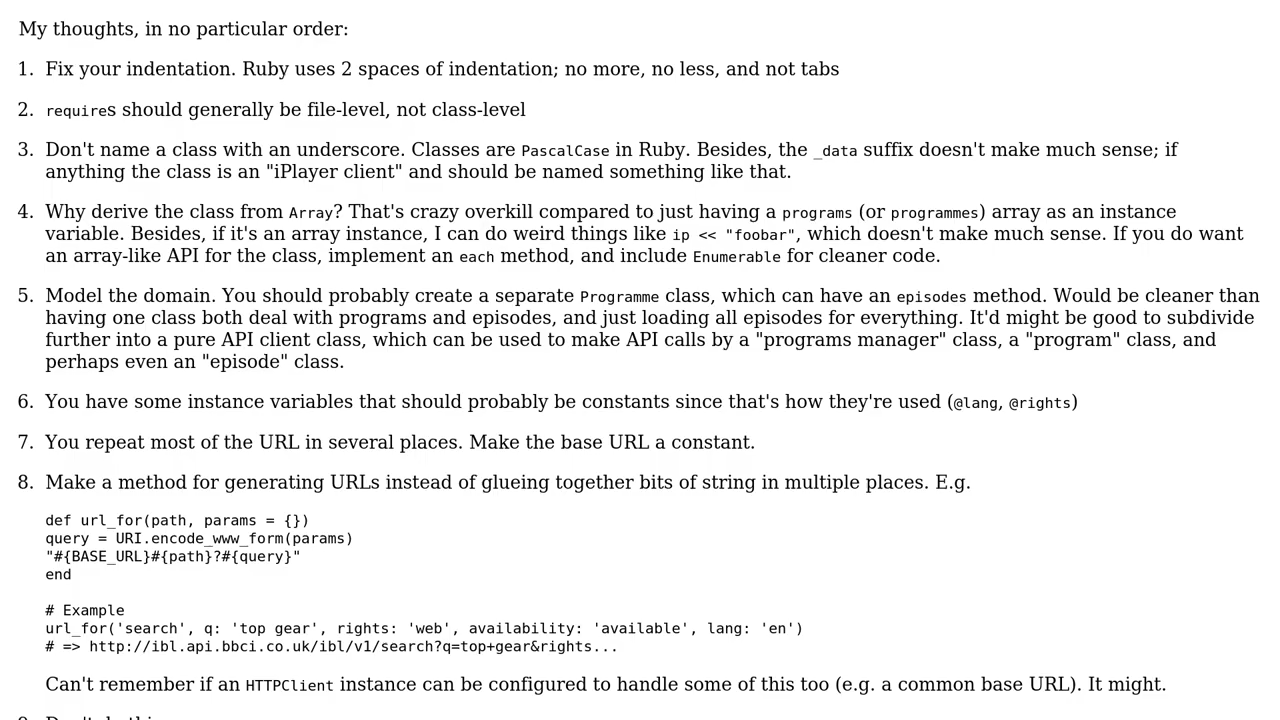 My thoughts, in no particular order:
1. Fix your indentation. Ruby uses 2 spaces of indentation; no more, no less, and not tabs
2. requires should generally be file-level, not class-level
3. Don't name a class with an underscore. Classes are PascalCase in Ruby. Besides, the _data suffix doesn't make much sense; if
anything the class is an "iPlayer client" and should be named something like that.
4. Why derive the class from Array? That's crazy overkill compared to just having a programs (or programmes) array as an instance
variable. Besides, if it's an array instance, I can do weird things like ip << "foobar", which doesn't make much sense. If you do want
an array-like API for the class, implement an each method, and include Enumerable for cleaner code.
5. Model the domain. You should probably create a separate Programme class, which can have an episodes method. Would be cleaner than
having one class both deal with programs and episodes, and just loading all episodes for everything. It'd might be good to subdivide
further into a pure API client class, which can be used to make API calls by a "programs manager" class, a "program" class, and
perhaps even an "episode" class.
6. You have some instance variables that should probably be constants since that's how they're used (@lang, @rights)
7. You repeat most of the URL in several places. Make the base URL a constant.
8. Make a method for generating URLs instead of glueing together bits of string in multiple places. E.g.
def url_for(path, params = {})
query = URI.encode_www_form(params)
"#{BASE_URL}#{path}?#{query}"
end
# Example
url_for('search', q: 'top gear', rights: 'web', availability: 'available', lang: 'en')
# => http://ibl.api.bbci.co.uk/ibl/v1/search?q=top+gear&rights...
Can't remember if an HTTPClient instance can be configured to handle some of this too (e.g. a common base URL). It might.